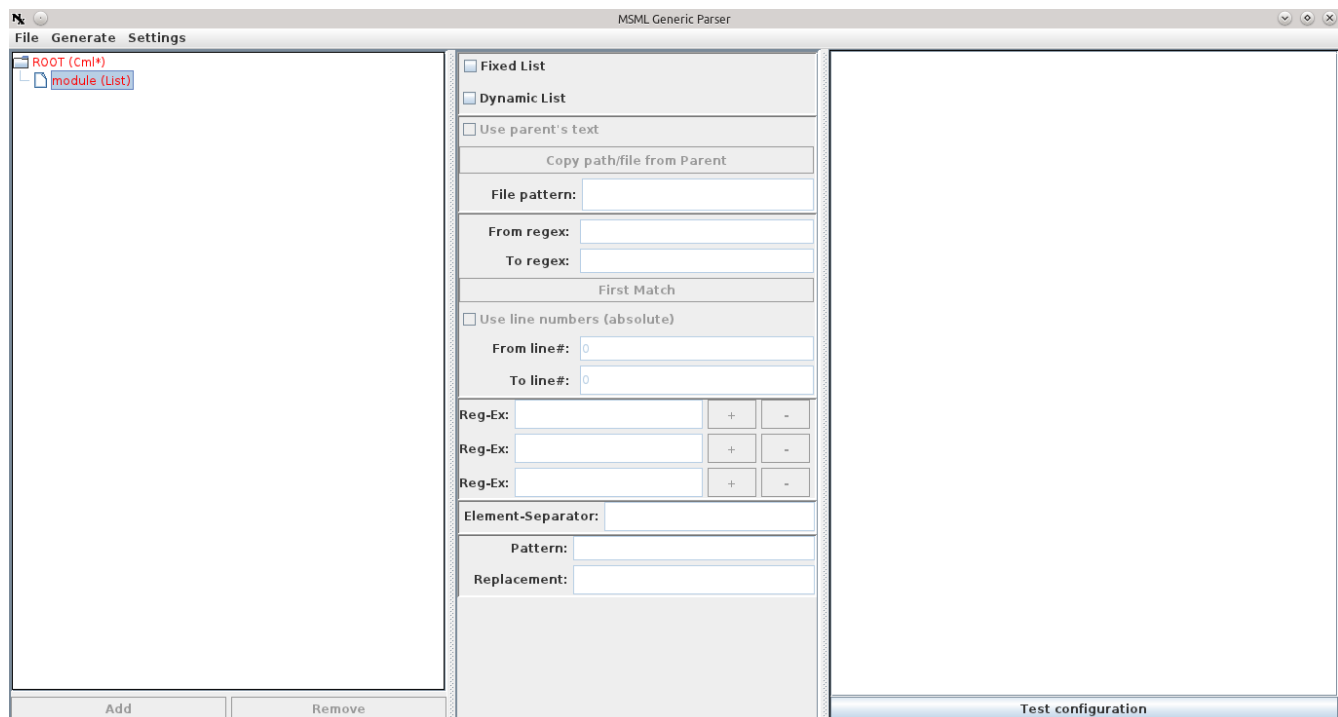 MSML Generic Parser
File Generate Settings
ROOT (Cml*)
module (List)
Add
Remove
Fixed List
Dynamic List
Use parent's text
Copy path/file from Parent
File pattern:
From regex:
To regex:
First Match
Use line numbers (absolute)
From line#: 0
To line#: 0
Reg-Ex: + -
Reg-Ex: + -
Reg-Ex: + -
Element-Separator:
Pattern:
Replacement:
Test configuration